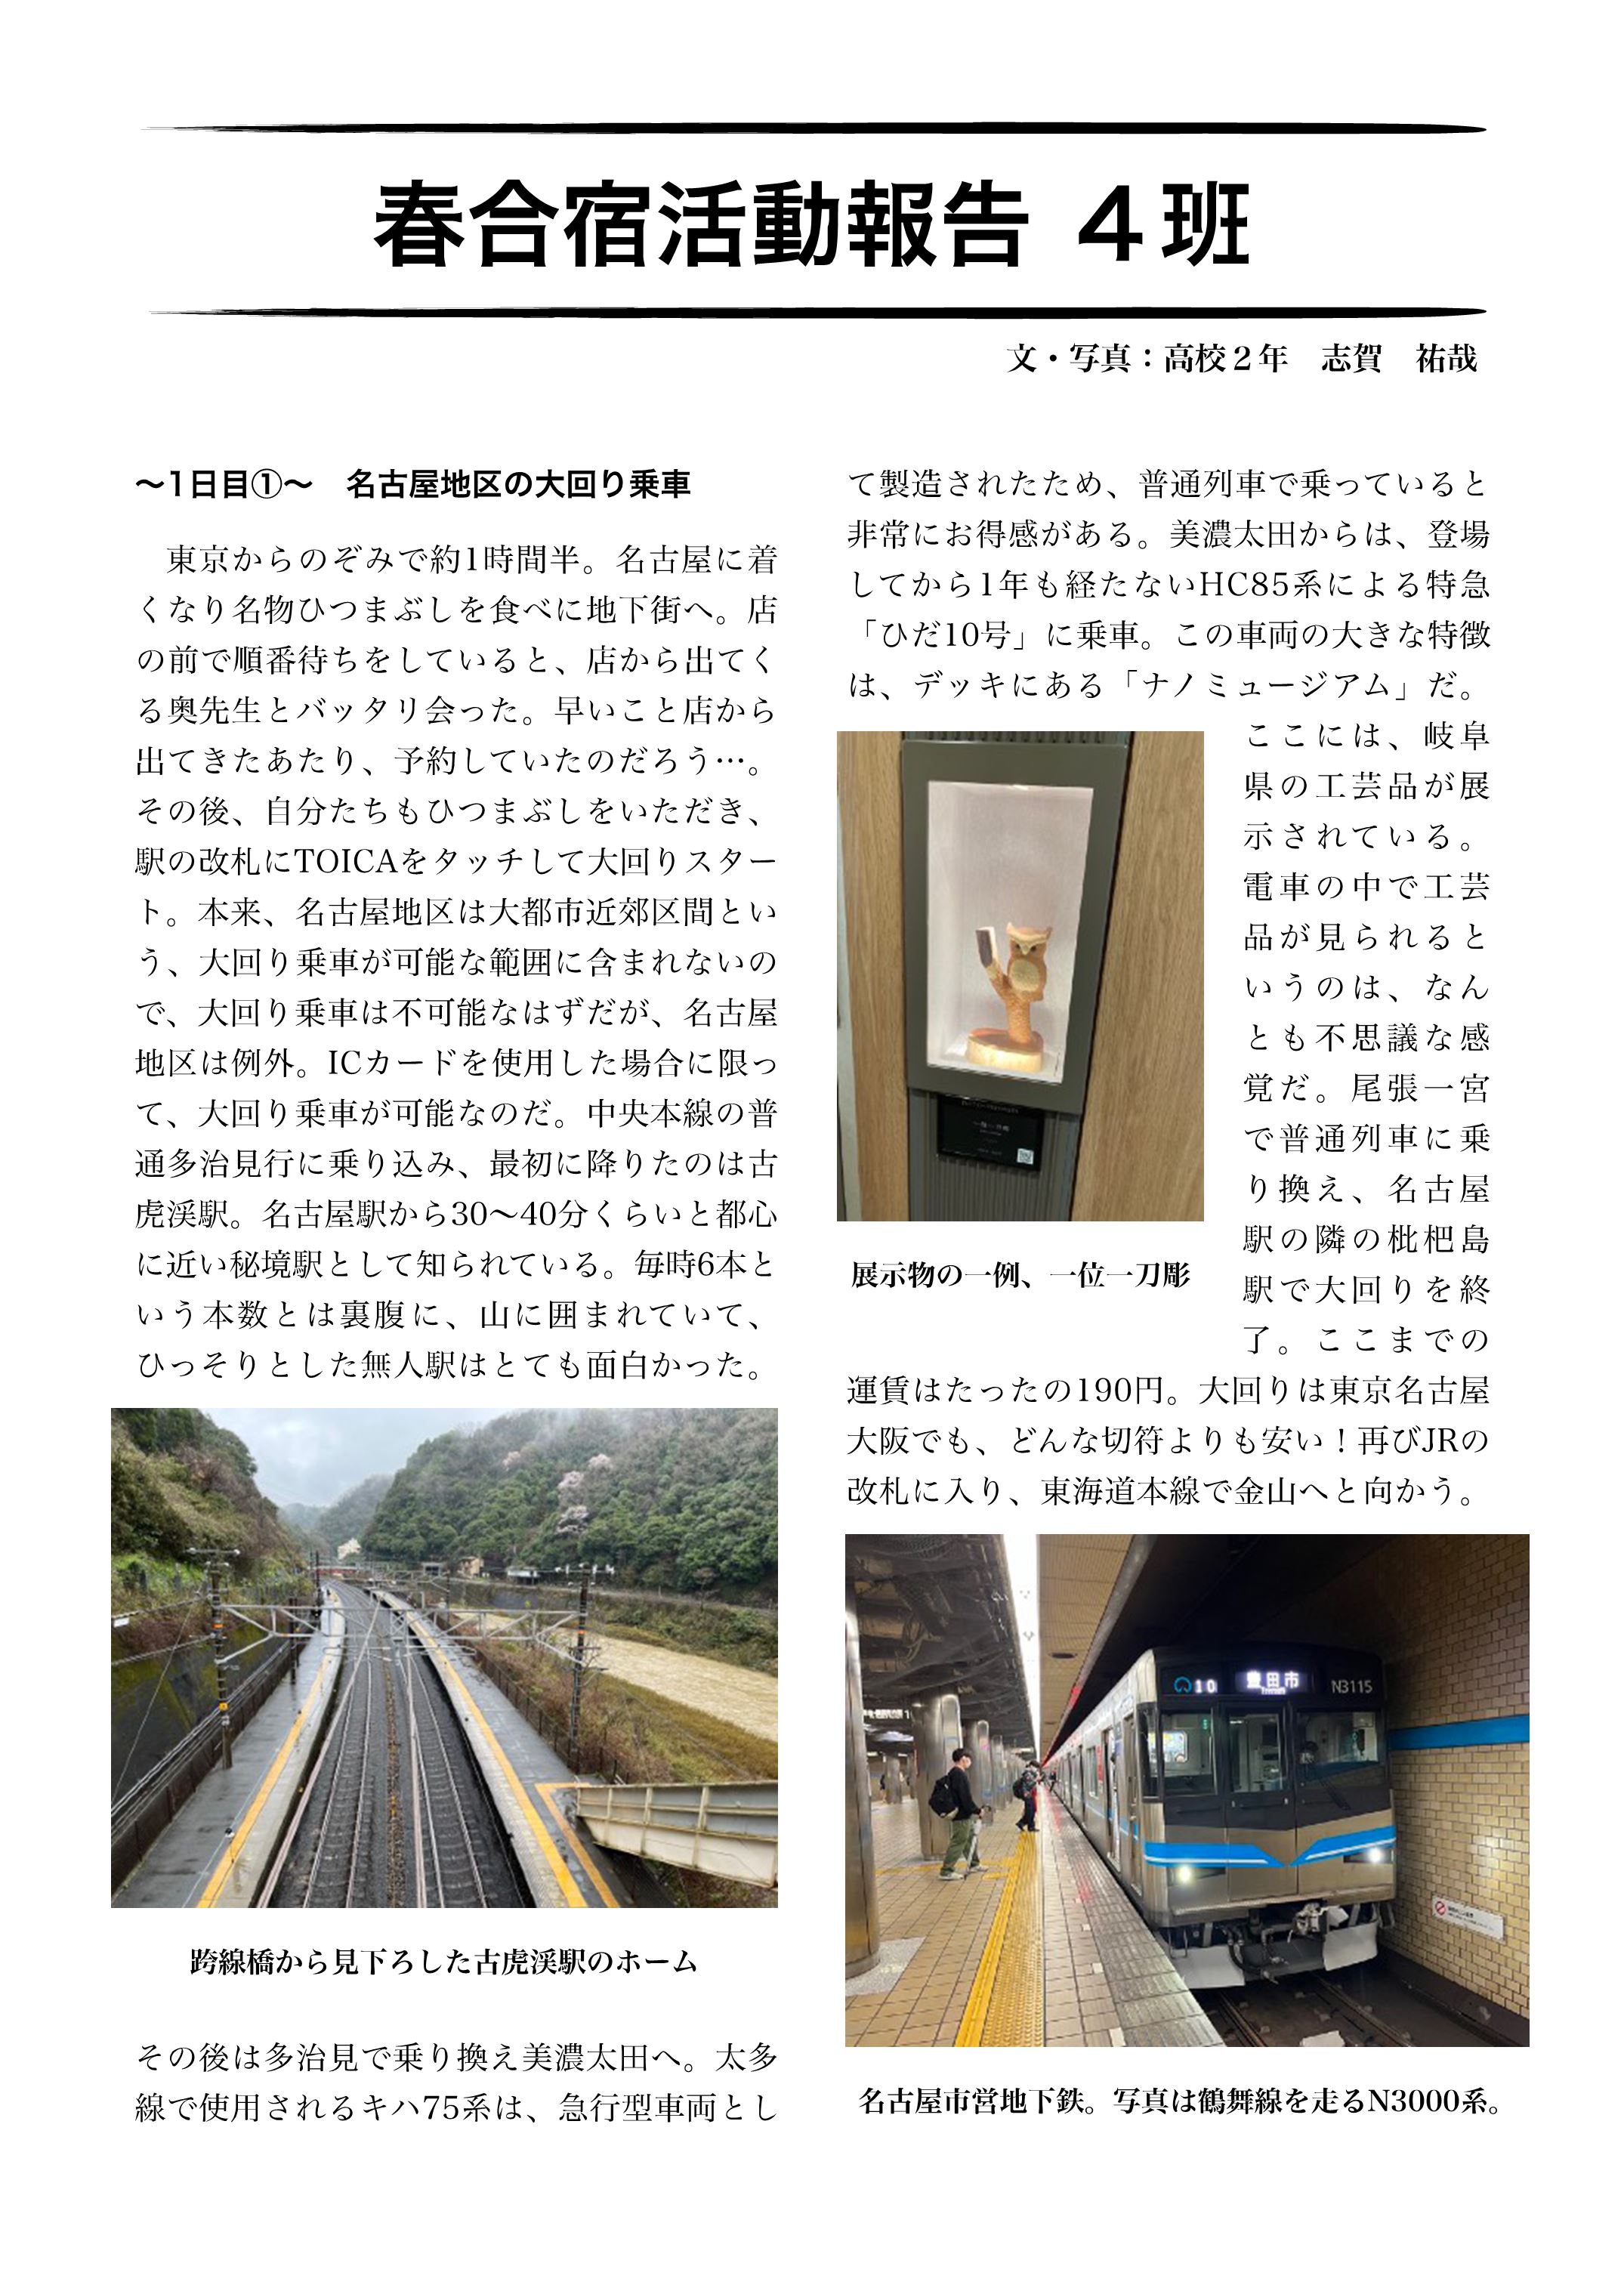 春合宿活動報告 ４班
文・写真：高校２年　志賀　祐哉
〜1日目①〜　名古屋地区の大回り乗車
東京からのぞみで約1時間半。名古屋に着
くなり名物ひつまぶしを食べに地下街へ。店
の前で順番待ちをしていると、店から出てく
る奥先生とバッタリ会った。早いこと店から
出てきたあたり、予約していたのだろう…。
その後、自分たちもひつまぶしをいただき、
駅の改札にTOICAをタッチして大回りスター
ト。本来、名古屋地区は大都市近郊区間とい
う、大回り乗車が可能な範囲に含まれないの
で、大回り乗車は不可能なはずだが、名古屋
地区は例外。ICカードを使用した場合に限っ
て、大回り乗車が可能なのだ。中央本線の普
通多治見行に乗り込み、最初に降りたのは古
虎渓駅。名古屋駅から30〜40分くらいと都心
に近い秘境駅として知られている。毎時6本と
いう本数とは裏腹に、山に囲まれていて、
ひっそりとした無人駅はとても面白かった。
跨線橋から見下ろした古虎渓駅のホーム
その後は多治見で乗り換え美濃太田へ。太多
線で使用されるキハ75系は、急行型車両とし
て製造されたため、普通列車で乗っていると
非常にお得感がある。美濃太田からは、登場
してから1年も経たないHC85系による特急
「ひだ10号」に乗車。この車両の大きな特徴
は、デッキにある「ナノミュージアム」だ。
ここには、岐阜
県の工芸品が展
示されている。
電車の中で工芸
品が見られると
いうのは、なん
とも不思議な感
覚だ。尾張一宮
で普通列車に乗
り換え、名古屋
駅の隣の枇杷島
駅で大回りを終
了。ここまでの
展示物の一例、一位一刀彫
運賃はたったの190円。大回りは東京名古屋
大阪でも、どんな切符よりも安い！再びJRの
改札に入り、東海道本線で金山へと向かう。
10 豊田市 N3115
名古屋市営地下鉄。写真は鶴舞線を走るN3000系。